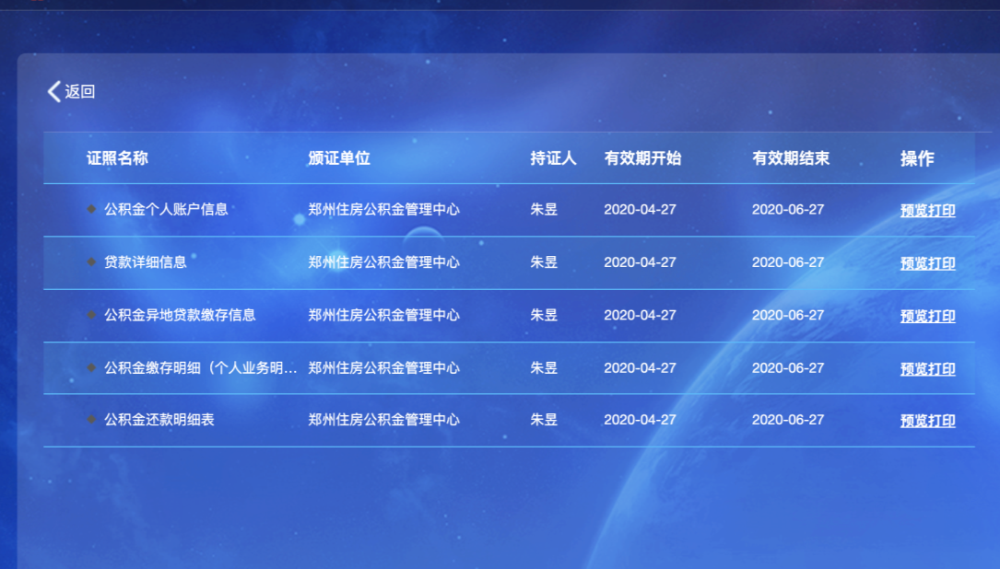 返回
证照名称 颁证单位 持证人 有效期开始 有效期结束 操作
公积金个人账户信息 郑州住房公积金管理中心 朱昱 2020-04-27 2020-06-27 预览打印
贷款详细信息 郑州住房公积金管理中心 朱昱 2020-04-27 2020-06-27 预览打印
公积金异地贷款缴存信息 郑州住房公积金管理中心 朱昱 2020-04-27 2020-06-27 预览打印
公积金缴存明细（个人业务明... 郑州住房公积金管理中心 朱昱 2020-04-27 2020-06-27 预览打印
公积金还款明细表 郑州住房公积金管理中心 朱昱 2020-04-27 2020-06-27 预览打印